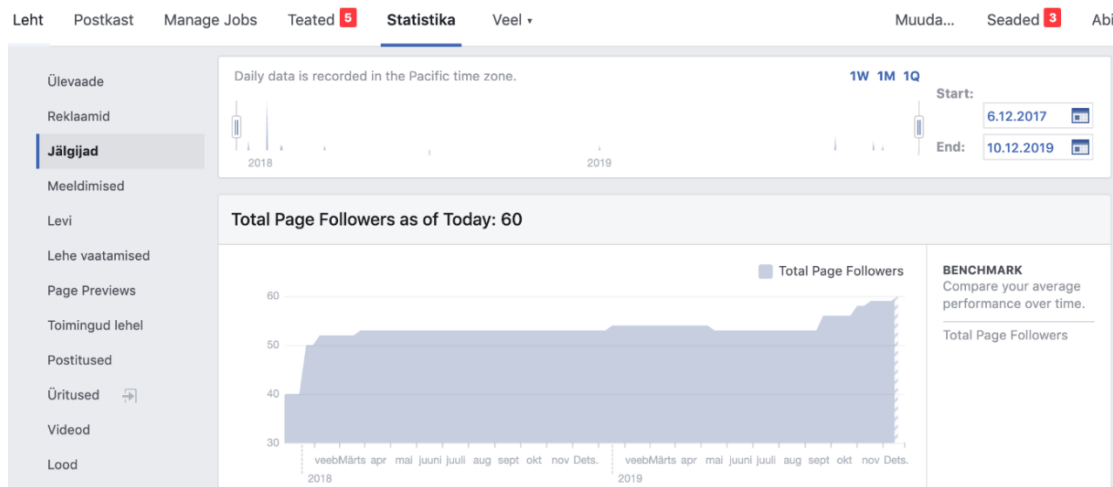 Leht Postkast Manage Jobs Teated 5 Statistika Veel ▾ Muuda... Seaded 3 Abi
Ülevaade
Reklaamid
Jälgijad
Meeldimised
Levi
Lehe vaatamised
Page Previews
Toimingud lehel
Postitused
Üritused
Videod
Lood
Daily data is recorded in the Pacific time zone.
1W 1M 1Q
Start:
6.12.2017
End:
10.12.2019
2018 2019
Total Page Followers as of Today: 60
Total Page Followers
60
50
40
30
veebMärts apr mai juuni juuli aug sept okt nov Dets. veebMärts apr mai juuni juuli aug sept okt nov Dets.
2018 2019
BENCHMARK
Compare your average
performance over time.
Total Page Followers